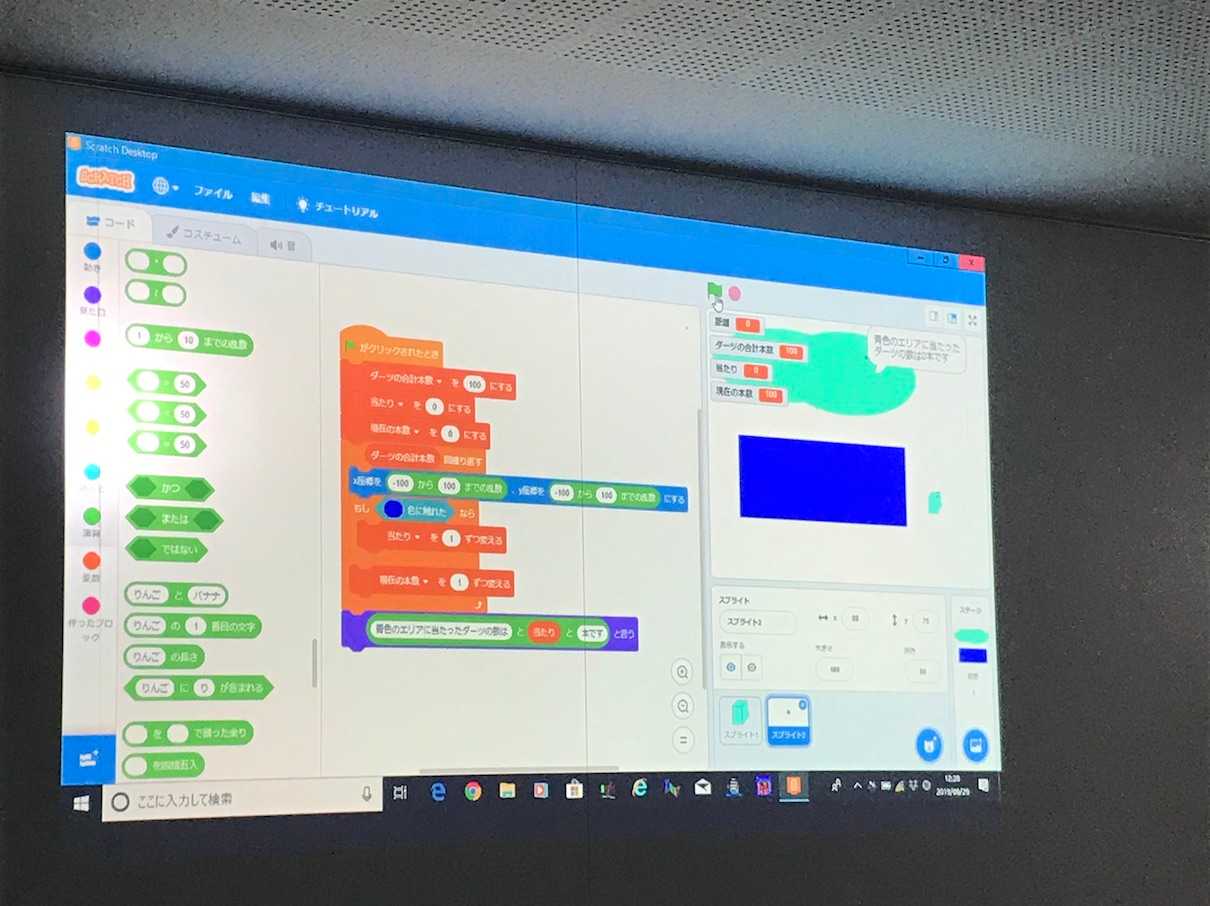 Scratch Desktop
SCRATCH
ファイル
編集
チュートリアル
コード
コスチューム
音
動き
見た目
演算
変数
作ったブロック
1 から 10 までの乱数
50
50
50
かつ
または
ではない
りんご と バナナ
りんご の 1 番目の文字
りんご の長さ
りんご に り が含まれる
を で割った余り
を四捨五入
がクリックされたとき
ダーツの合計本数 を 100 にする
当たり を 0 にする
現在の本数 を 0 にする
ダーツの合計本数 回繰り返す
x座標を -100 から 100 までの乱数 、y座標を -100 から 100 までの乱数 にする
もし 色に触れた なら
当たり を 1 ずつ変える
現在の本数 を 1 ずつ変える
青色のエリアに当たったダーツの数は と 当たり と 本です と言う
距離 0
ダーツの合計本数 100
当たり 0
現在の本数 100
青色のエリアに当たった
ダーツの数は0本です
スプライト
スプライト2
x
y
表示する
大きさ
向き
ステージ
背景
1
スプライト1
スプライト2
ここに入力して検索
12:28
2019/09/29